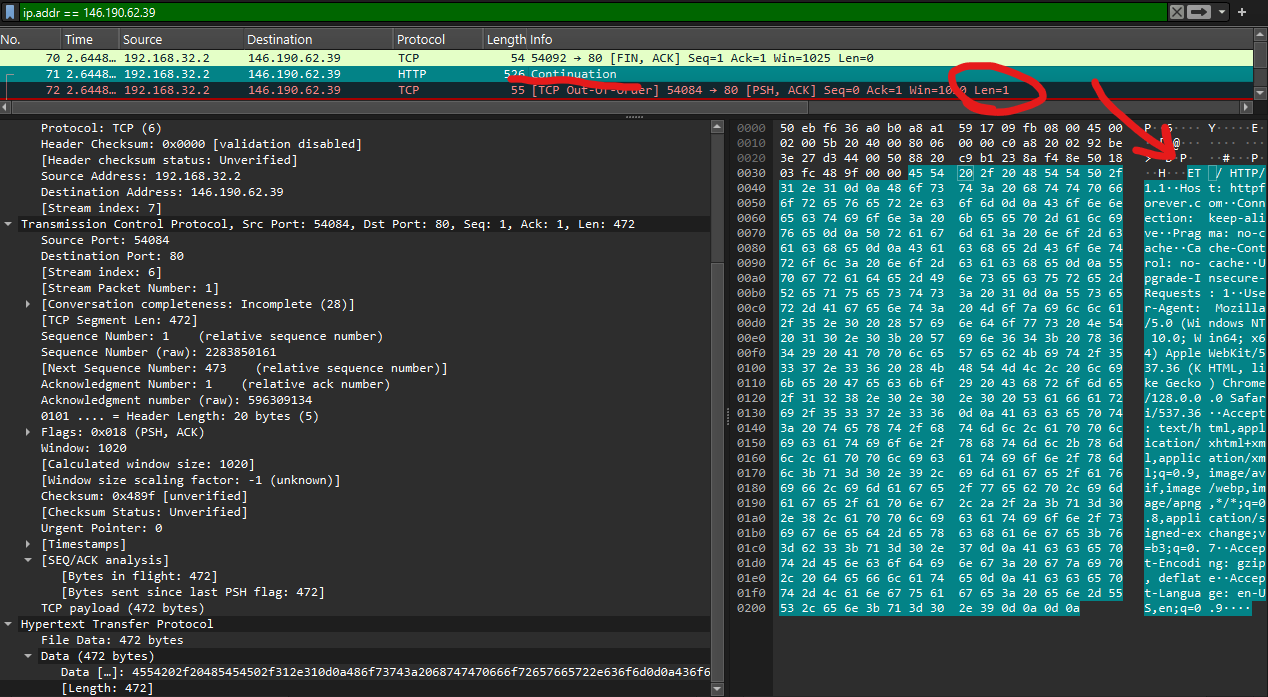 ip.addr == 146.190.62.39
No. Time Source Destination Protocol Length Info
70 2.6448… 192.168.32.2 146.190.62.39 TCP 54 54092 → 80 [FIN, ACK] Seq=1 Ack=1 Win=1025 Len=0
71 2.6448… 192.168.32.2 146.190.62.39 HTTP 526 Continuation
72 2.6448… 192.168.32.2 146.190.62.39 TCP 55 [TCP Out-Of-Order] 54084 → 80 [PSH, ACK] Seq=0 Ack=1 Win=1020 Len=1
Protocol: TCP (6)
Header Checksum: 0x0000 [validation disabled]
[Header checksum status: Unverified]
Source Address: 192.168.32.2
Destination Address: 146.190.62.39
[Stream index: 7]
Transmission Control Protocol, Src Port: 54084, Dst Port: 80, Seq: 1, Ack: 1, Len: 472
Source Port: 54084
Destination Port: 80
[Stream index: 6]
[Stream Packet Number: 1]
[Conversation completeness: Incomplete (28)]
[TCP Segment Len: 472]
Sequence Number: 1 (relative sequence number)
Sequence Number (raw): 2283850161
[Next Sequence Number: 473 (relative sequence number)]
Acknowledgment Number: 1 (relative ack number)
Acknowledgment number (raw): 596309134
0101 .... = Header Length: 20 bytes (5)
Flags: 0x018 (PSH, ACK)
Window: 1020
[Calculated window size: 1020]
[Window size scaling factor: -1 (unknown)]
Checksum: 0x489f [unverified]
[Checksum Status: Unverified]
Urgent Pointer: 0
[Timestamps]
[SEQ/ACK analysis]
[Bytes in flight: 472]
[Bytes sent since last PSH flag: 472]
TCP payload (472 bytes)
Hypertext Transfer Protocol
File Data: 472 bytes
Data (472 bytes)
Data […]: 4554202f20485454502f312e310d0a486f73743a2068747470666f72657665722e636f6d0d0a436f6
[Length: 472]
0000 50 eb f6 36 a0 b0 a8 a1 59 17 09 fb 08 00 45 00
0010 02 00 5b 20 40 00 80 06 00 00 c0 a8 20 02 92 be
0020 3e 27 d3 44 00 50 88 20 c9 b1 23 8a f4 8e 50 18
0030 03 fc 48 9f 00 00 45 54 20 2f 20 48 54 54 50 2f ··H···ET / HTTP/
0040 31 2e 31 0d 0a 48 6f 73 74 3a 20 68 74 74 70 66 1.1··Hos t: httpf
0050 6f 72 65 76 65 72 2e 63 6f 6d 0d 0a 43 6f 6e 6e orever.c om··Conn
0060 65 63 74 69 6f 6e 3a 20 6b 65 65 70 2d 61 6c 69 ection: keep-ali
0070 76 65 0d 0a 50 72 61 67 6d 61 3a 20 6e 6f 2d 63 ve··Prag ma: no-c
0080 61 63 68 65 0d 0a 43 61 63 68 65 2d 43 6f 6e 74 ache··Ca che-Cont
0090 72 6f 6c 3a 20 6e 6f 2d 63 61 63 68 65 0d 0a 55 rol: no- cache··U
00a0 70 67 72 61 64 65 2d 49 6e 73 65 63 75 72 65 2d pgrade-I nsecure-
00b0 52 65 71 75 65 73 74 73 3a 20 31 0d 0a 55 73 65 Requests : 1··Use
00c0 72 2d 41 67 65 6e 74 3a 20 4d 6f 7a 69 6c 6c 61 r-Agent: Mozilla
00d0 2f 35 2e 30 20 28 57 69 6e 64 6f 77 73 20 4e 54 /5.0 (Wi ndows NT
00e0 20 31 30 2e 30 3b 20 57 69 6e 36 34 3b 20 78 36 10.0; W in64; x6
00f0 34 29 20 41 70 70 6c 65 57 65 62 4b 69 74 2f 35 4) Apple WebKit/5
0100 33 37 2e 33 36 20 28 4b 48 54 4d 4c 2c 20 6c 69 37.36 (K HTML, li
0110 6b 65 20 47 65 63 6b 6f 29 20 43 68 72 6f 6d 65 ke Gecko ) Chrome
0120 2f 31 32 38 2e 30 2e 30 2e 30 20 53 61 66 61 72 /128.0.0 .0 Safar
0130 69 2f 35 33 37 2e 33 36 0d 0a 41 63 63 65 70 74 i/537.36 ··Accept
0140 3a 20 74 65 78 74 2f 68 74 6d 6c 2c 61 70 70 6c : text/h tml,appl
0150 69 63 61 74 69 6f 6e 2f 78 68 74 6d 6c 2b 78 6d ication/ xhtml+xm
0160 6c 2c 61 70 70 6c 69 63 61 74 69 6f 6e 2f 78 6d l,applic ation/xm
0170 6c 3b 71 3d 30 2e 39 2c 69 6d 61 67 65 2f 61 76 l;q=0.9, image/av
0180 69 66 2c 69 6d 61 67 65 2f 77 65 62 70 2c 69 6d if,image /webp,im
0190 61 67 65 2f 61 70 6e 67 2c 2a 2f 2a 3b 71 3d 30 age/apng ,*/*;q=0
01a0 2e 38 2c 61 70 70 6c 69 63 61 74 69 6f 6e 2f 73 .8,appli cation/s
01b0 69 67 6e 65 64 2d 65 78 63 68 61 6e 67 65 3b 76 igned-ex change;v
01c0 3d 62 33 3b 71 3d 30 2e 37 0d 0a 41 63 63 65 70 =b3;q=0. 7··Accep
01d0 74 2d 45 6e 63 6f 64 69 6e 67 3a 20 67 7a 69 70 t-Encodi ng: gzip
01e0 2c 20 64 65 66 6c 61 74 65 0d 0a 41 63 63 65 70 , deflat e··Accep
01f0 74 2d 4c 61 6e 67 75 61 67 65 3a 20 65 6e 2d 55 t-Langua ge: en-U
0200 53 2c 65 6e 3b 71 3d 30 2e 39 0d 0a 0d 0a S,en;q=0 .9····